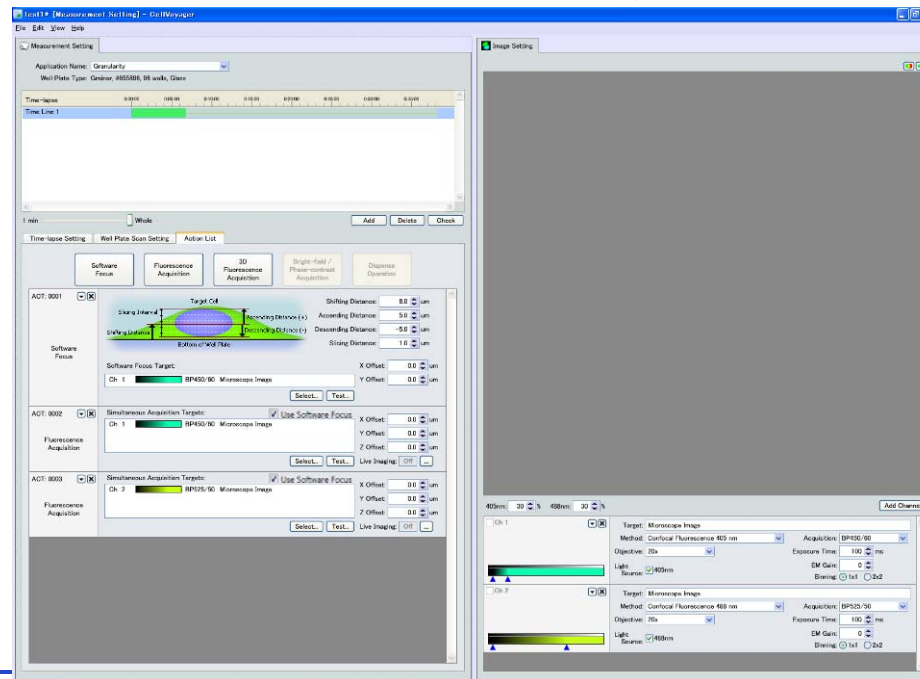 test1* [Measurement Setting] - CellVoyager
File Edit View Help
Measurement Setting
Application Name: Granularity
Well Plate Type: Greiner, #655896, 96 walls, Glass
Time-lapse
Time Line 1
1 min Whole Add Delete Check
Time-lapse Setting Well Plate Scan Setting Action List
Software Focus
Fluorescence Acquisition
3D Fluorescence Acquisition
Bright-field / Phase-contrast Acquisition
Dispense Operation
ACT: 0001
Software Focus
Target Cell
Slicing Interval
Ascending Distance (+)
Shifting Distance
Descending Distance (-)
Bottom of Well Plate
Shifting Distance: 8.0 um
Ascending Distance: 5.0 um
Descending Distance: -5.0 um
Slicing Distance: 1.0 um
Software Focus Target:
Ch 1 BP450/60 Microscope Image
X Offset: 0.0 um
Y Offset: 0.0 um
Select... Test...
ACT: 0002
Fluorescence Acquisition
Simultaneous Acquisition Targets: Use Software Focus
Ch 1 BP450/60 Microscope Image
X Offset: 0.0 um
Y Offset: 0.0 um
Z Offset: 0.0 um
Select... Test... Live Imaging: Off ...
ACT: 0003
Fluorescence Acquisition
Simultaneous Acquisition Targets: Use Software Focus
Ch 2 BP525/50 Microscope Image
X Offset: 0.0 um
Y Offset: 0.0 um
Z Offset: 0.0 um
Select... Test... Live Imaging: Off ...
Image Setting
405nm: 30 % 488nm: 30 % Add Channe
Ch 1
Target: Microscope Image
Method: Confocal Fluorescence 405 nm Acquisition: BP450/60
Objective: 20x Exposure Time: 100 ms
Light Source: 405nm EM Gain: 0
Binning: 1x1 2x2
Ch 2
Target: Microscope Image
Method: Confocal Fluorescence 488 nm Acquisition: BP525/50
Objective: 20x Exposure Time: 100 ms
Light Source: 488nm EM Gain: 0
Binning: 1x1 2x2